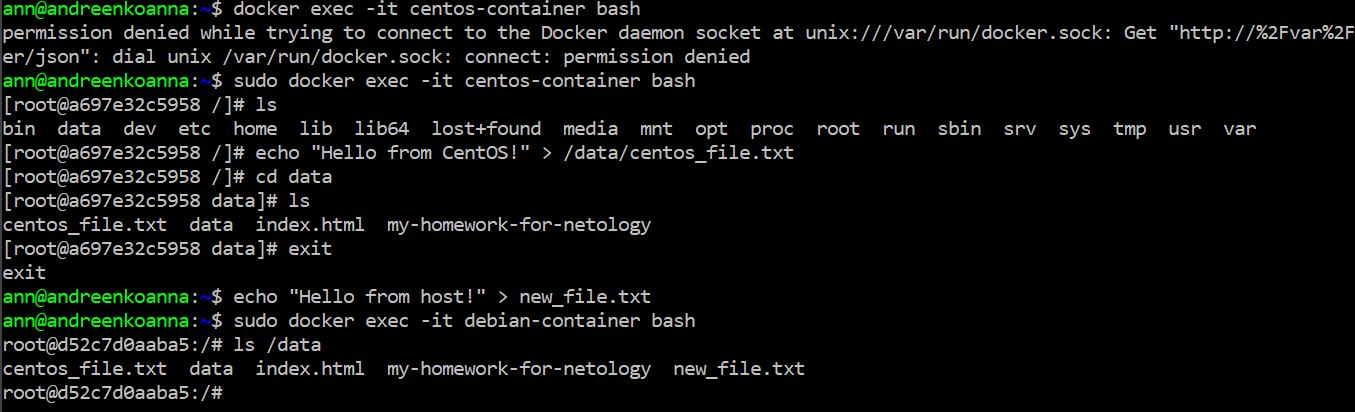 ann@andreenkoanna:~$ docker exec -it centos-container bash
permission denied while trying to connect to the Docker daemon socket at unix:///var/run/docker.sock: Get "http://%2Fvar%2F
er/json": dial unix /var/run/docker.sock: connect: permission denied
ann@andreenkoanna:~$ sudo docker exec -it centos-container bash
[root@a697e32c5958 /]# ls
bin  data  dev  etc  home  lib  lib64  lost+found  media  mnt  opt  proc  root  run  sbin  srv  sys  tmp  usr  var
[root@a697e32c5958 /]# echo "Hello from CentOS!" > /data/centos_file.txt
[root@a697e32c5958 /]# cd data
[root@a697e32c5958 data]# ls
centos_file.txt  data  index.html  my-homework-for-netology
[root@a697e32c5958 data]# exit
exit
ann@andreenkoanna:~$ echo "Hello from host!" > new_file.txt
ann@andreenkoanna:~$ sudo docker exec -it debian-container bash
root@d52c7d0aaba5:/# ls /data
centos_file.txt  data  index.html  my-homework-for-netology  new_file.txt
root@d52c7d0aaba5:/#